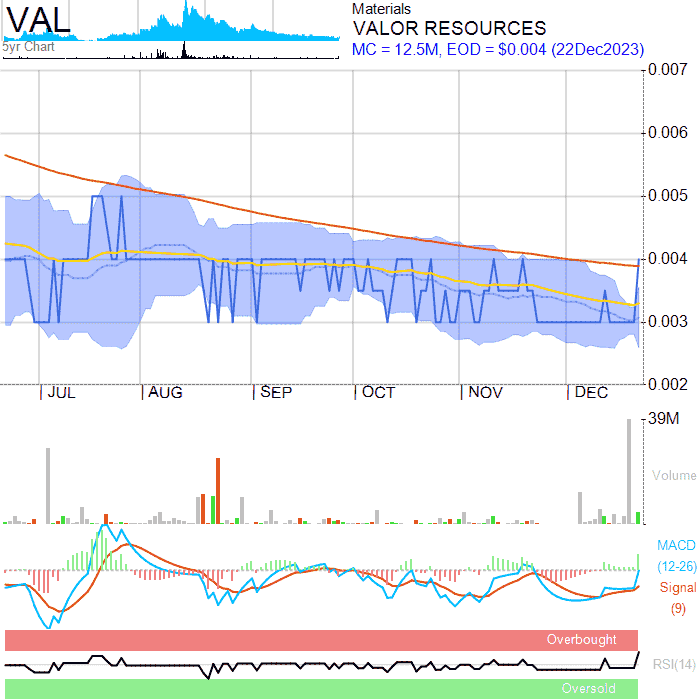 VAL
5yr Chart
Materials
VALOR RESOURCES
MC = 12.5M, EOD = $0.004 (22Dec2023)
0.007
0.006
0.005
0.004
0.003
0.002
JUL AUG SEP OCT NOV DEC
39M
Volume
MACD
(12-26)
Signal
(9)
Overbought
RSI(14)
Oversold